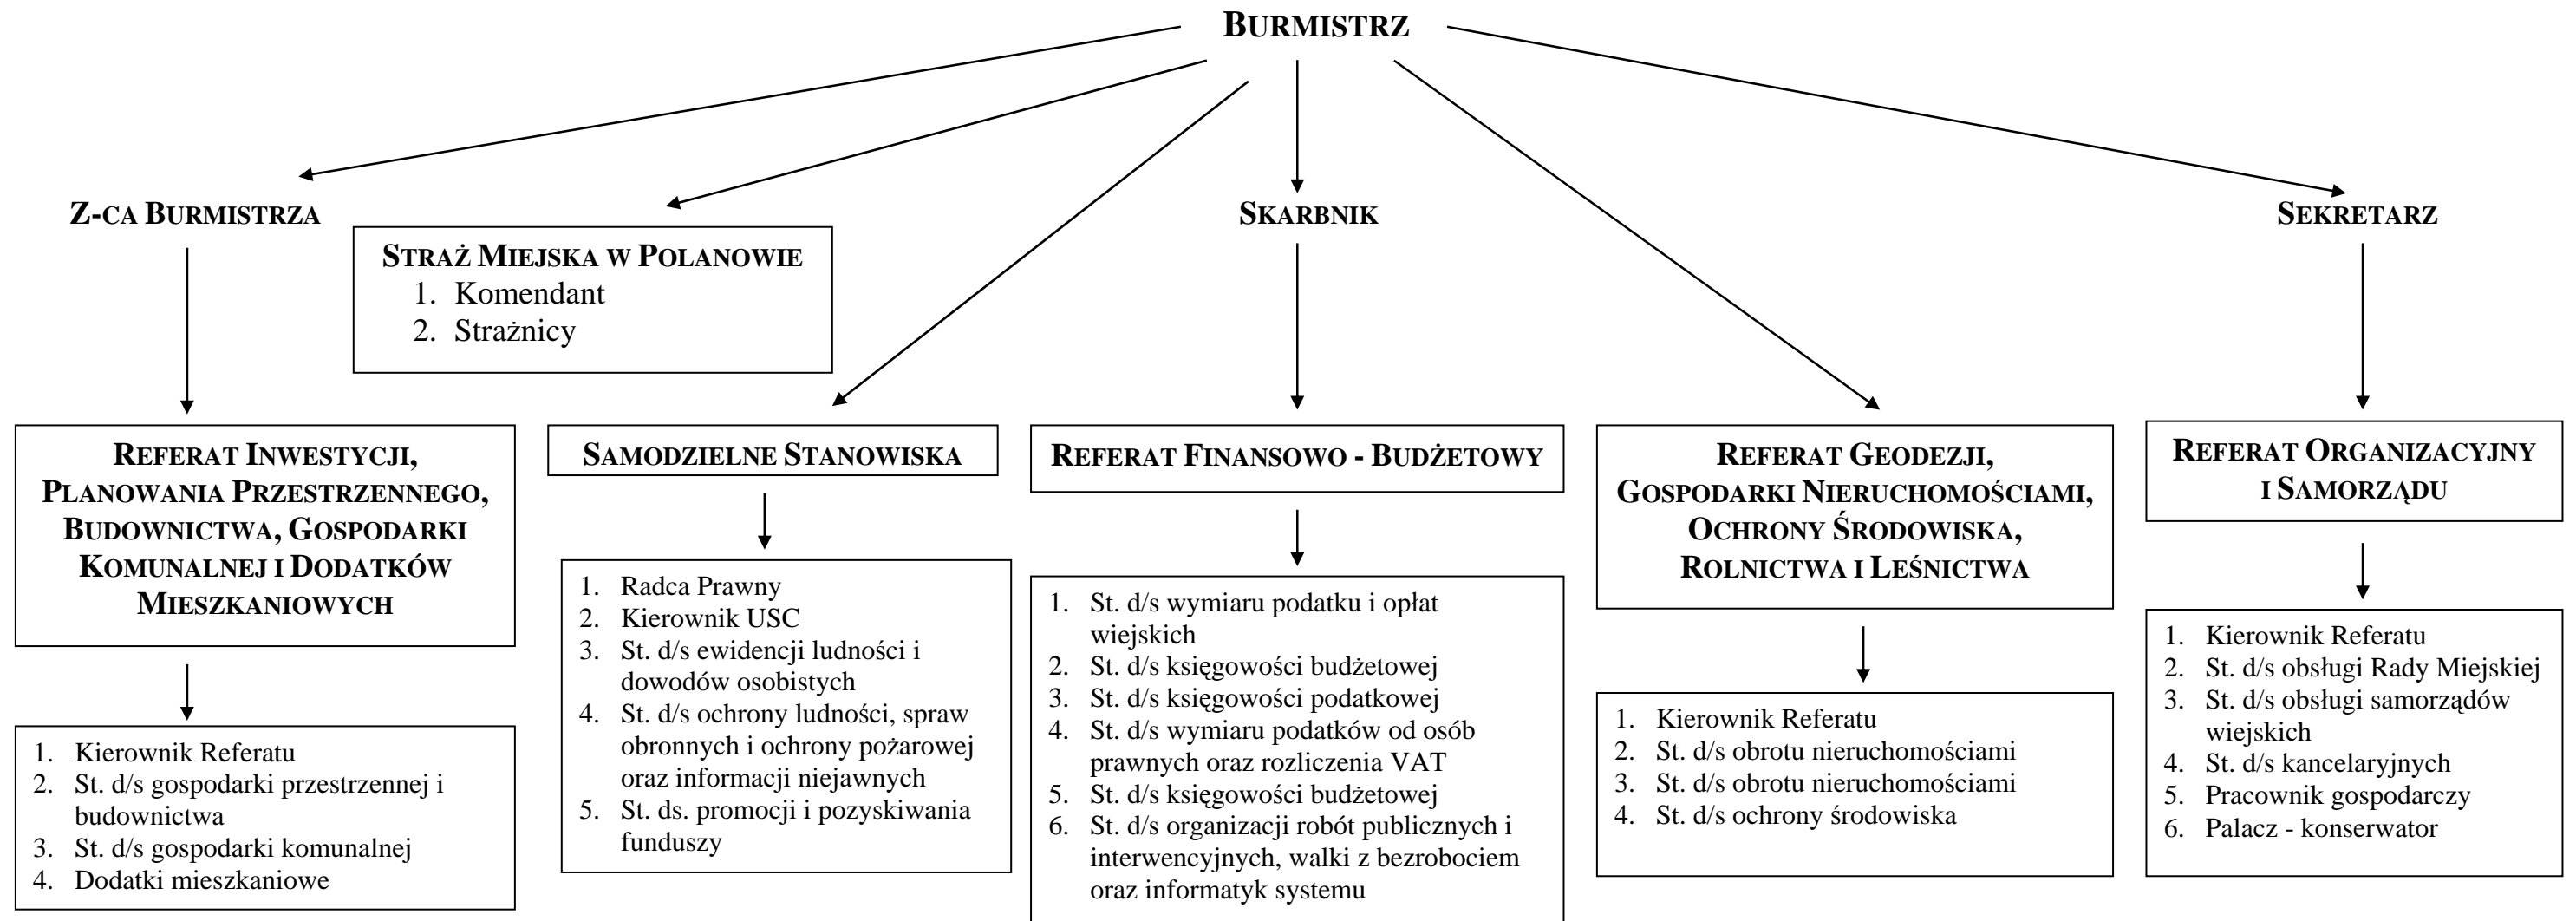 BURMISTRZ
Z-CA BURMISTRZA
STRAŻ MIEJSKA W POLANOWIE
1. Komendant
2. Strażnicy
SKARBNIK
SEKRETARZ
REFERAT INWESTYCJI,
PLANOWANIA PRZESTRZENNEGO,
BUDOWNICTWA, GOSPODARKI
KOMUNALNEJ I DODATKÓW
MIESZKANIOWYCH
1. Kierownik Referatu
2. St. d/s gospodarki przestrzennej i
budownictwa
3. St. d/s gospodarki komunalnej
4. Dodatki mieszkaniowe
SAMODZIELNE STANOWISKA
1. Radca Prawny
2. Kierownik USC
3. St. d/s ewidencji ludności i
dowodów osobistych
4. St. d/s ochrony ludności, spraw
obronnych i ochrony pożarowej
oraz informacji niejawnych
5. St. ds. promocji i pozyskiwania
funduszy
REFERAT FINANSOWO - BUDŻETOWY
1. St. d/s wymiaru podatku i opłat
wiejskich
2. St. d/s księgowości budżetowej
3. St. d/s księgowości podatkowej
4. St. d/s wymiaru podatków od osób
prawnych oraz rozliczenia VAT
5. St. d/s księgowości budżetowej
6. St. d/s organizacji robót publicznych i
interwencyjnych, walki z bezrobociem
oraz informatyk systemu
REFERAT GEODEZJI,
GOSPODARKI NIERUCHOMOŚCIAMI,
OCHRONY ŚRODOWISKA,
ROLNICTWA I LEŚNICTWA
1. Kierownik Referatu
2. St. d/s obrotu nieruchomościami
3. St. d/s obrotu nieruchomościami
4. St. d/s ochrony środowiska
REFERAT ORGANIZACYJNY
I SAMORZĄDU
1. Kierownik Referatu
2. St. d/s obsługi Rady Miejskiej
3. St. d/s obsługi samorządów
wiejskich
4. St. d/s kancelaryjnych
5. Pracownik gospodarczy
6. Palacz - konserwator